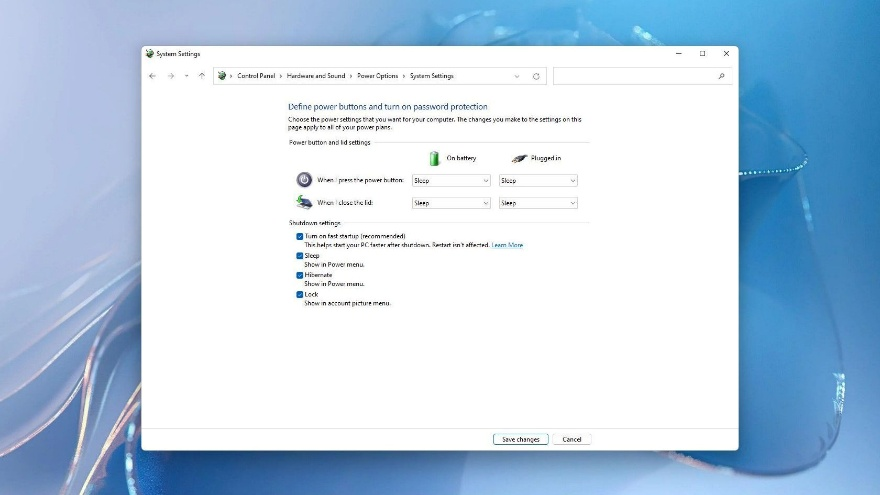 System Settings
Control Panel > Hardware and Sound > Power Options > System Settings
Define power buttons and turn on password protection
Choose the power settings that you want for your computer. The changes you make to the settings on this
page apply to all of your power plans.
Power button and lid settings
On battery Plugged in
When I press the power button: Sleep Sleep
When I close the lid: Sleep Sleep
Shutdown settings
Turn on fast startup (recommended)
This helps start your PC faster after shutdown. Restart isn't affected. Learn More
Sleep
Show in Power menu.
Hibernate
Show in Power menu.
Lock
Show in account picture menu.
Save changes Cancel